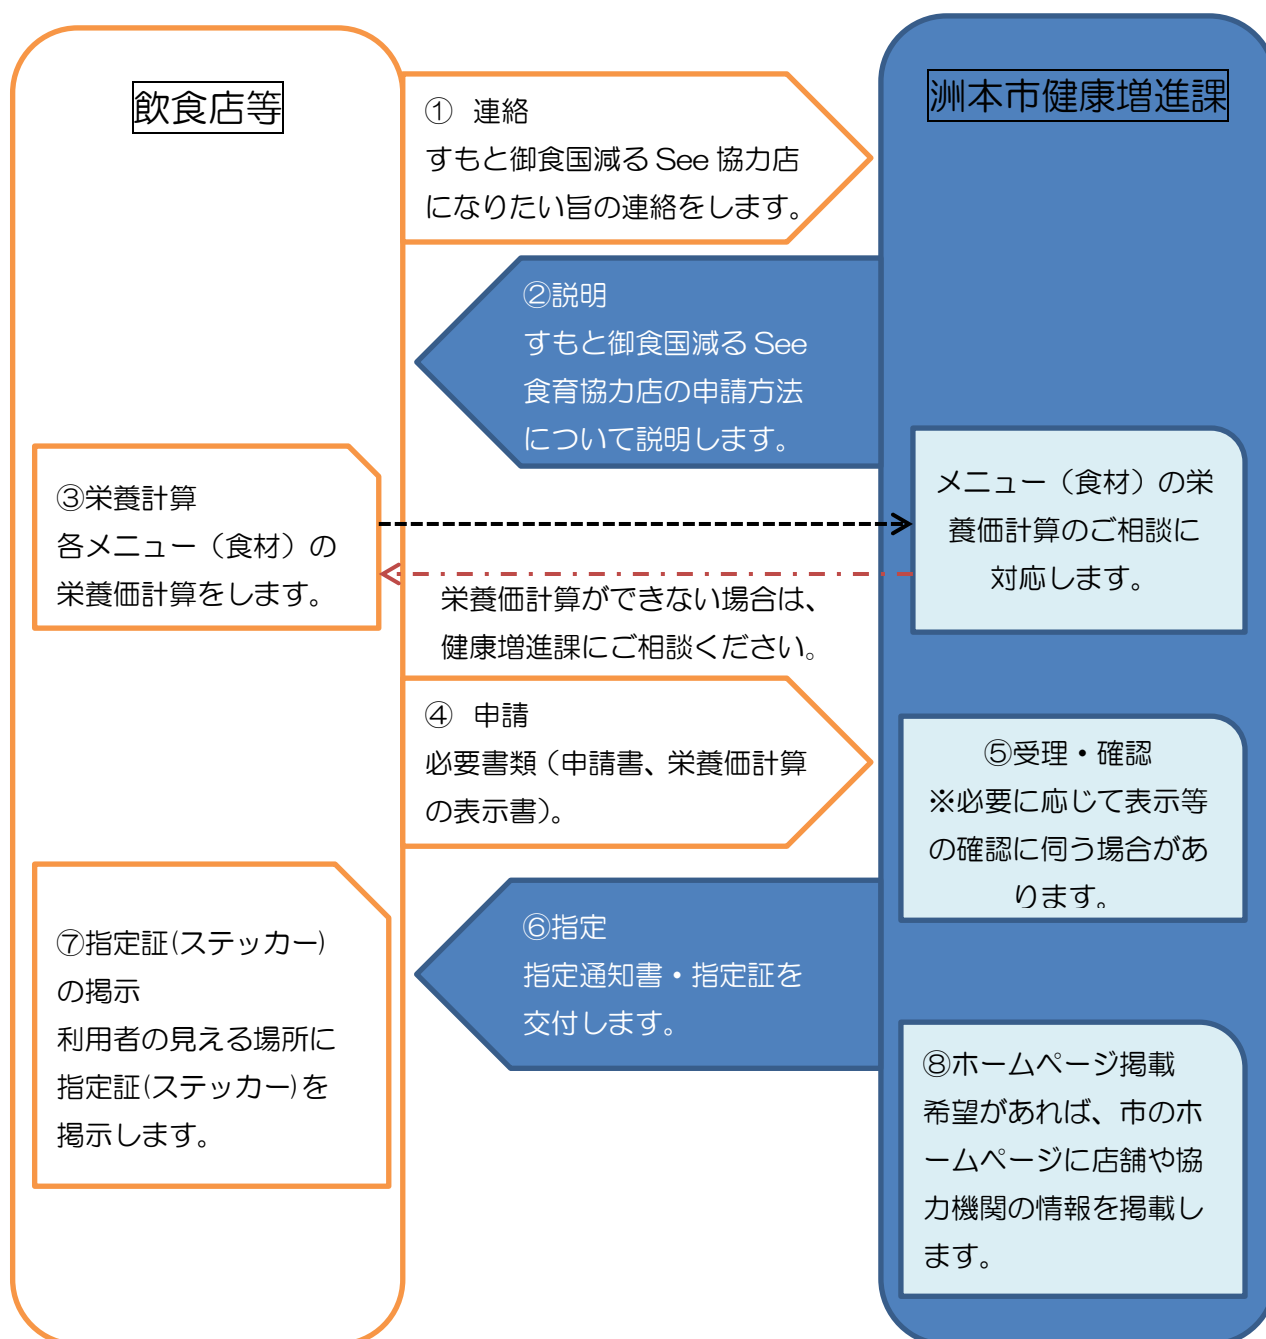 飲食店等
洲本市健康増進課
① 連絡
すもと御食国減る See 協力店
になりたい旨の連絡をします。
②説明
すもと御食国減る See
食育協力店の申請方法
について説明します。
③栄養計算
各メニュー（食材）の
栄養価計算をします。
メニュー（食材）の栄
養価計算のご相談に
対応します。
栄養価計算ができない場合は、
健康増進課にご相談ください。
④ 申請
必要書類（申請書、栄養価計算
の表示書）。
⑤受理・確認
※必要に応じて表示等
の確認に伺う場合があ
ります。
⑥指定
指定通知書・指定証を
交付します。
⑦指定証(ステッカー)
の掲示
利用者の見える場所に
指定証(ステッカー)を
掲示します。
⑧ホームページ掲載
希望があれば、市のホ
ームページに店舗や協
力機関の情報を掲載し
ます。